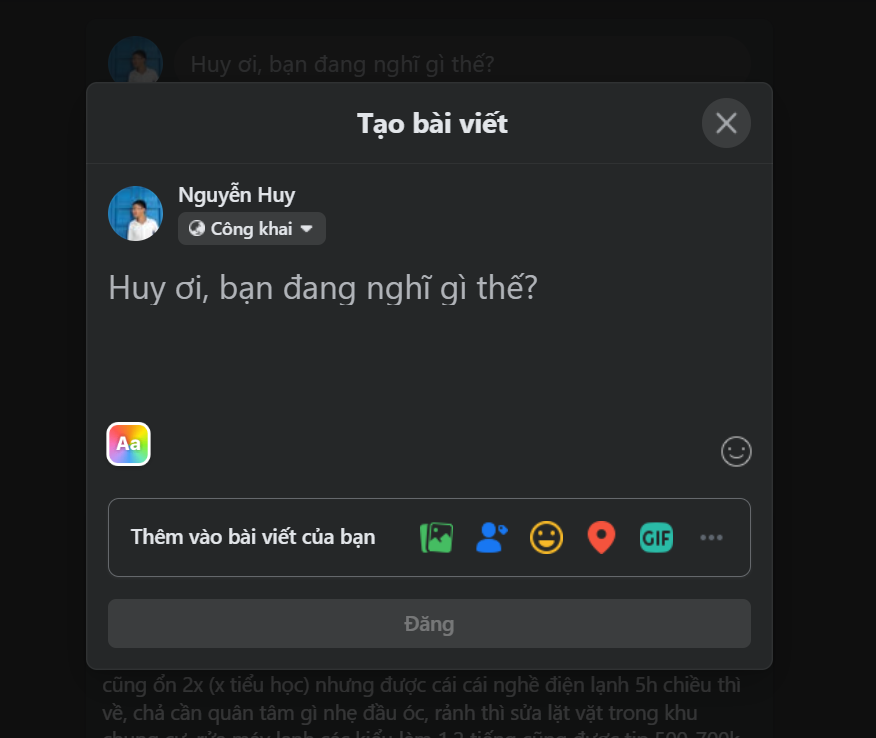 Huy ơi, bạn đang nghĩ gì thế?
Tạo bài viết
Nguyễn Huy
Công khai
Huy ơi, bạn đang nghĩ gì thế?
Aa
Thêm vào bài viết của bạn
GIF
Đăng
cũng ổn 2x (x tiểu học) nhưng được cái cái nghề điện lạnh 5h chiều thì
về, chả cần quân tâm gì nhẹ đầu óc, rảnh thì sửa lặt vặt trong khu